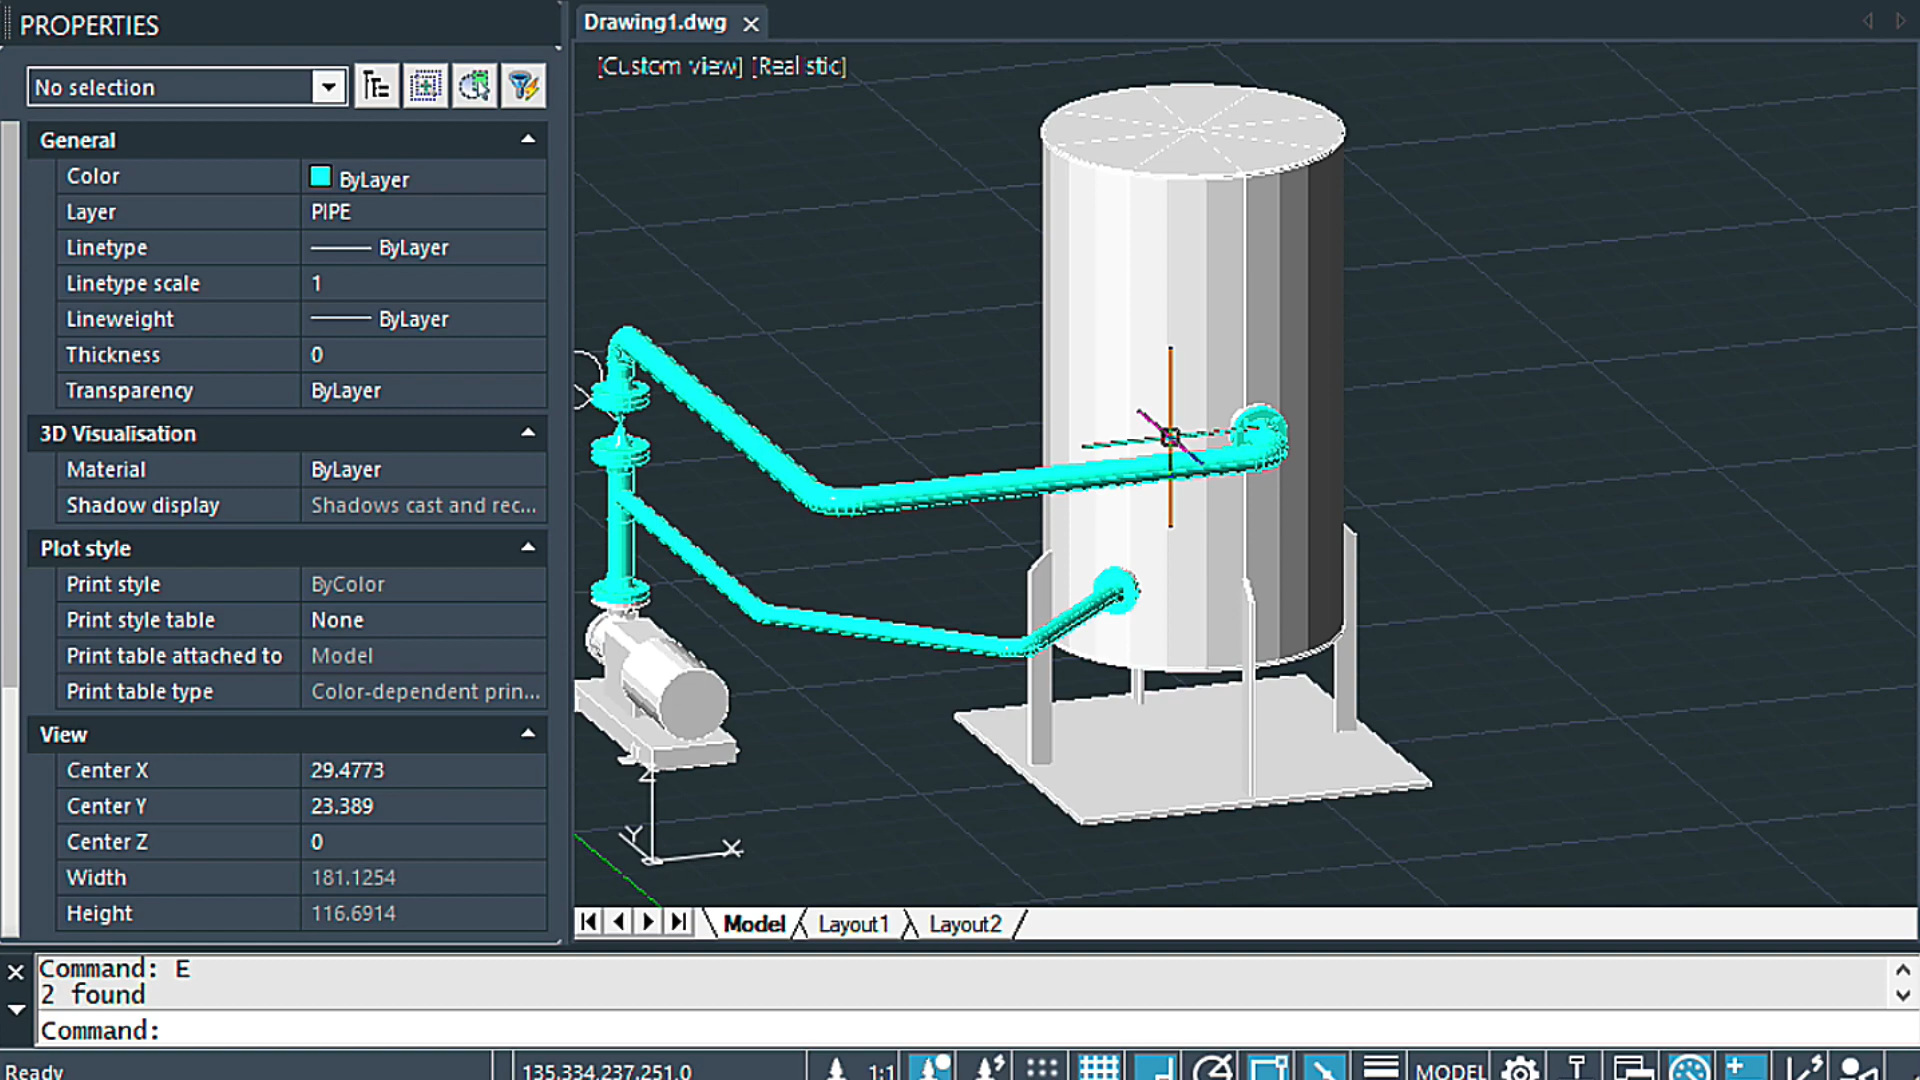 PROPERTIES
No selection
General
Color ByLayer
Layer PIPE
Linetype ByLayer
Linetype scale 1
Lineweight ByLayer
Thickness 0
Transparency ByLayer
3D Visualisation
Material ByLayer
Shadow display Shadows cast and rec...
Plot style
Print style ByColor
Print style table None
Print table attached to Model
Print table type Color-dependent prin...
View
Center X 29.4773
Center Y 23.389
Center Z 0
Width 181.1254
Height 116.6914
Drawing1.dwg
[Custom view] [Realistic]
Z
Y
X
Model Layout1 Layout2
Command: E
2 found
Command:
Ready 135.334,237.251,0 1:1 MODEL